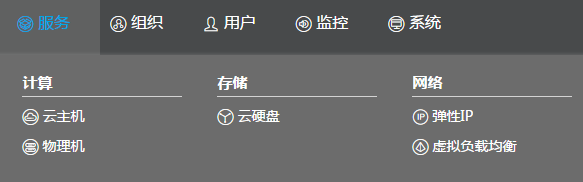 服务 组织 用户 监控 系统
计算 存储 网络
云主机 云硬盘 弹性IP
物理机 虚拟负载均衡